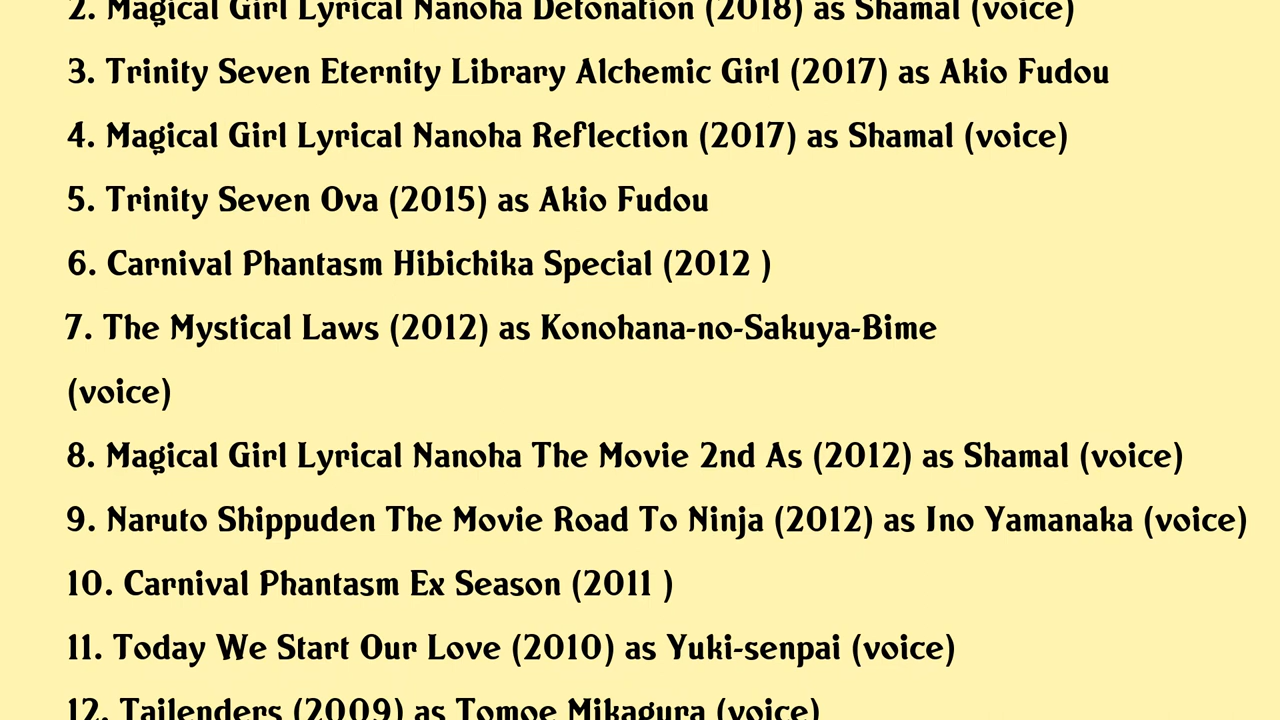 2. Magical Girl Lyrical Nanoha Detonation (2018) as Shamal (voice)
3. Trinity Seven Eternity Library Alchemic Girl (2017) as Akio Fudou
4. Magical Girl Lyrical Nanoha Reflection (2017) as Shamal (voice)
5. Trinity Seven Ova (2015) as Akio Fudou
6. Carnival Phantasm Hibichika Special (2012 )
7. The Mystical Laws (2012) as Konohana-no-Sakuya-Bime
(voice)
8. Magical Girl Lyrical Nanoha The Movie 2nd As (2012) as Shamal (voice)
9. Naruto Shippuden The Movie Road To Ninja (2012) as Ino Yamanaka (voice)
10. Carnival Phantasm Ex Season (2011 )
11. Today We Start Our Love (2010) as Yuki-senpai (voice)
12. Tailenders (2009) as Tomoe Mikagura (voice)